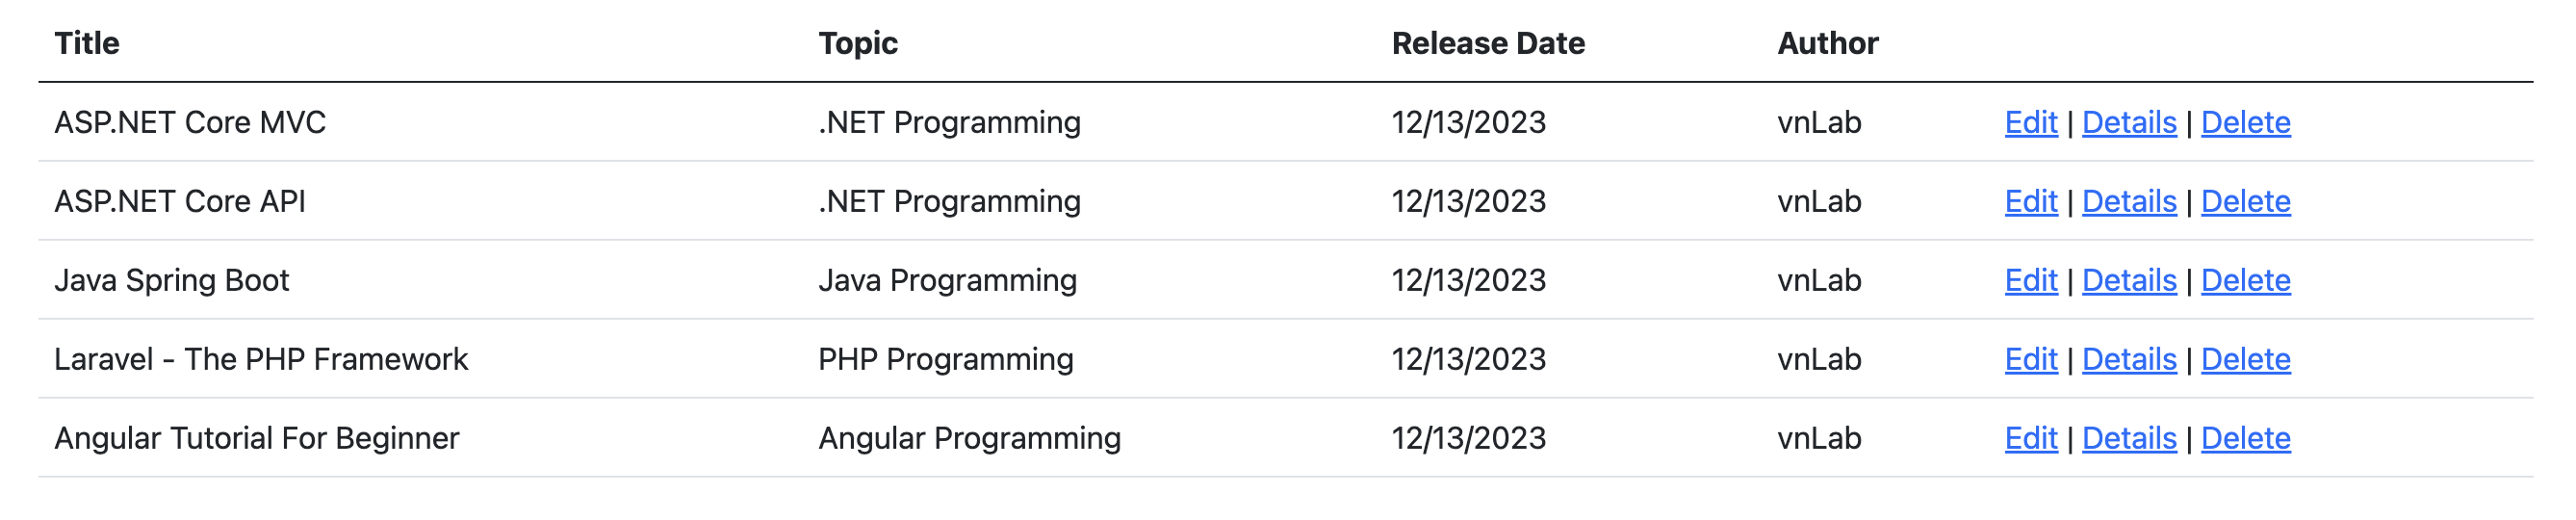 Title Topic Release Date Author
ASP.NET Core MVC .NET Programming 12/13/2023 vnLab Edit | Details | Delete
ASP.NET Core API .NET Programming 12/13/2023 vnLab Edit | Details | Delete
Java Spring Boot Java Programming 12/13/2023 vnLab Edit | Details | Delete
Laravel - The PHP Framework PHP Programming 12/13/2023 vnLab Edit | Details | Delete
Angular Tutorial For Beginner Angular Programming 12/13/2023 vnLab Edit | Details | Delete